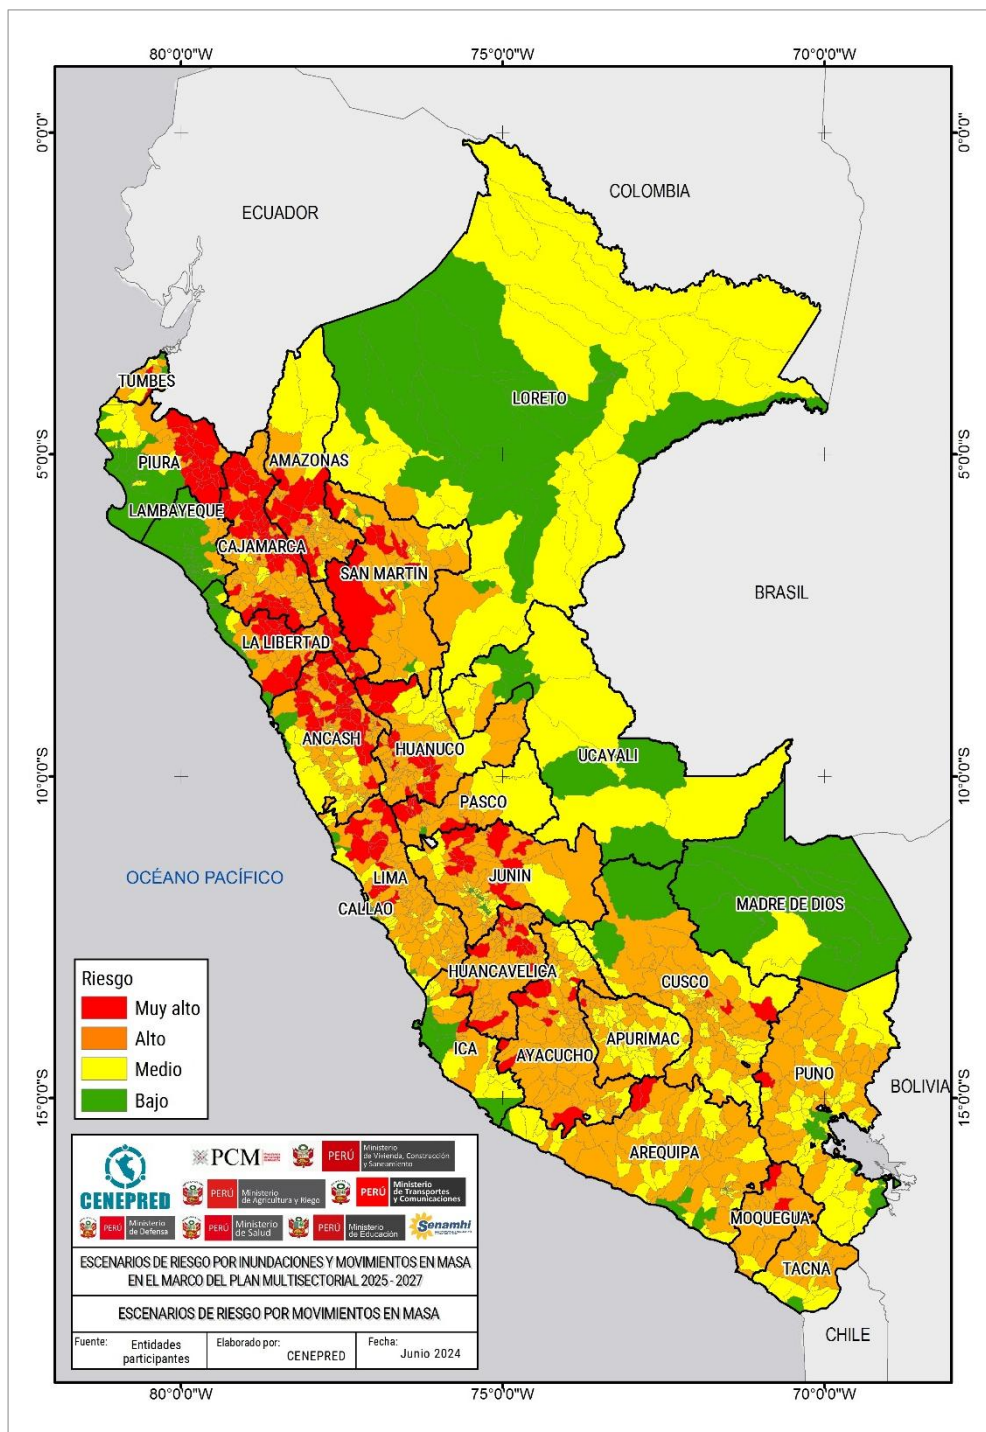 80°0'0"W 75°0'0"W 70°0'0"W
0°0'0" 0°0'0"
COLOMBIA
ECUADOR
TUMBES
LORETO
5°0'0"S AMAZONAS 5°0'0"S
PIURA
LAMBAYEQUE
CAJAMARCA
SAN MARTIN
BRASIL
LA LIBERTAD
ANCASH
HUANUCO
UCAYALI
10°0'0"S 10°0'0"S
PASCO
OCÉANO PACÍFICO
LIMA
JUNIN
CALLAO
MADRE DE DIOS
HUANCAVELICA
CUSCO
Riesgo
Muy alto
Alto
Medio
Bajo
ICA
AYACUCHO
APURIMAC
PUNO
BOLIVIA
15°0'0"S 15°0'0"S
AREQUIPA
MOQUEGUA
TACNA
CHILE
CENEPRED
PCM
PERÚ
Ministerio
de Vivienda, Construcción
y Saneamiento
PERÚ
Ministerio
de Agricultura y Riego
PERÚ
Ministerio
de Transportes
y Comunicaciones
PERÚ
Ministerio
de Defensa
PERÚ
Ministerio
de Salud
PERÚ
Ministerio
de Educación
Senamhi
ESCENARIOS DE RIESGO POR INUNDACIONES Y MOVIMIENTOS EN MASA
EN EL MARCO DEL PLAN MULTISECTORIAL 2025 - 2027
ESCENARIOS DE RIESGO POR MOVIMIENTOS EN MASA
Fuente: Entidades
participantes
Elaborado por:
CENEPRED
Fecha:
Junio 2024
80°0'0"W 75°0'0"W 70°0'0"W